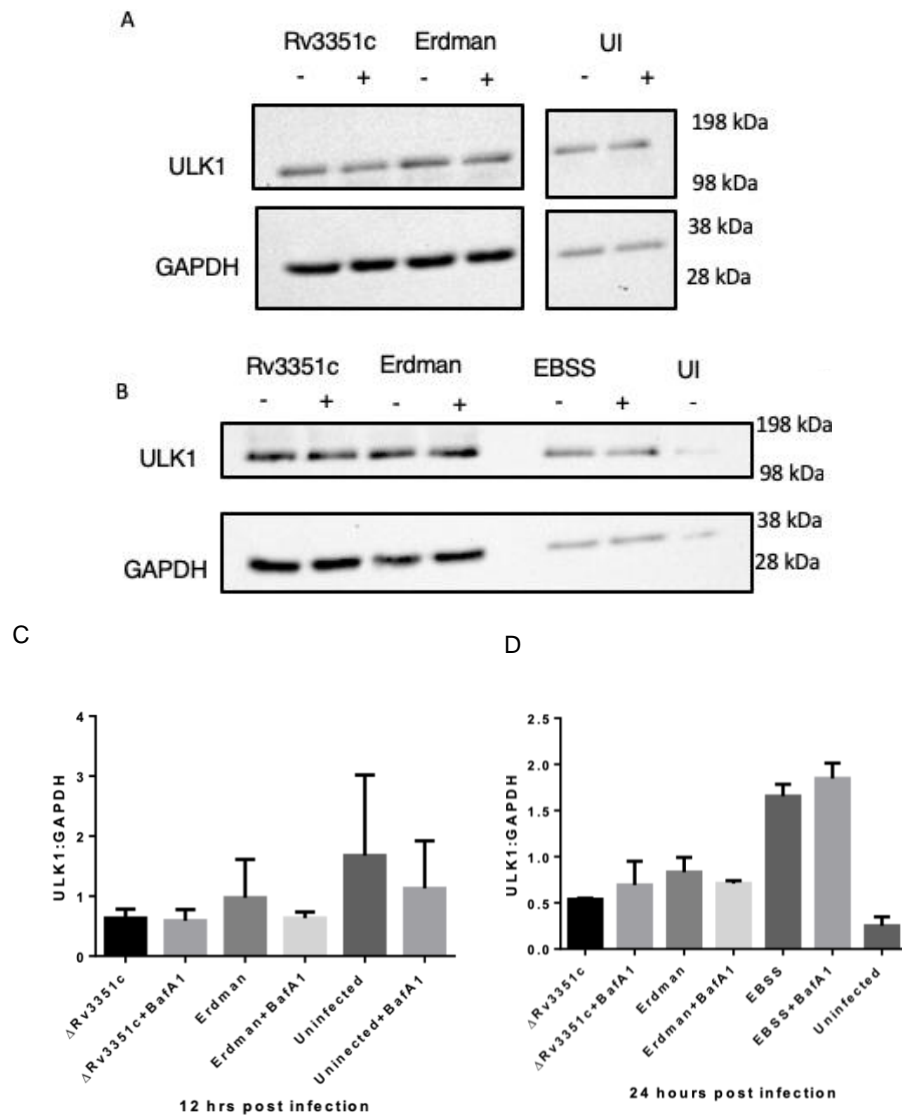 A
Rv3351c Erdman UI
- + - + - +
198 kDa
ULK1
98 kDa
38 kDa
GAPDH
28 kDa
Rv3351c Erdman EBSS UI
B
- + - + - + -
198 kDa
ULK1
98 kDa
38 kDa
GAPDH
28 kDa
C
D
ULK1:GAPDH
4
3
2
1
0
ΔRv3351c
ΔRv3351c+BafA1
Erdman
Erdman+BafA1
Uninfected
Uninected+BafA1
12 hrs post infection
ULK1:GAPDH
2.5
2.0
1.5
1.0
0.5
0.0
ΔRv3351c
ΔRv3351c+BafA1
Erdman
Erdman+BafA1
EBSS
EBSS+BafA1
Uninfected
24 hours post infection